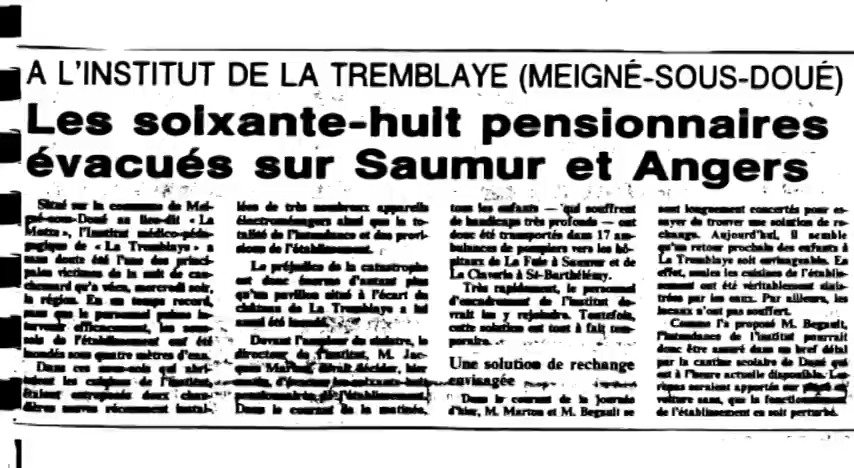 A L'INSTITUT DE LA TREMBLAYE (MEIGNÉ-SOUS-DOUÉ)
Les soixante-huit pensionnaires
évacués sur Saumur et Angers
Situé sur la commune de Mei-
gné-sous-Doué au lieu-dit « La
Motte », l'Institut médico-péda-
gogique de « La Tremblaye » a
sans doute été l'une des princi-
pales victimes de la nuit de cau-
chemar qu'a vécu, mercredi soir,
la région. En un temps record,
sans que le personnel puisse in-
tervenir efficacement, les sous-
sols de l'établissement ont été
inondés sous quatre mètres d'eau.
Dans ces sous-sols qui abri-
taient les cuisines de l'Institut,
étaient entreposés deux chau-
dières neuves récemment instal-
lées de très nombreux appareils
électroménagers ainsi que la to-
talité de l'intendance et des provi-
sions de l'établissement.
Le préjudice de la catastrophe
est donc énorme d'autant plus
qu'un pavillon situé à l'écart du
château de La Tremblaye a lui
aussi été inondé.
Devant l'ampleur du sinistre, le
directeur de l'Institut, M. Jac-
ques devait décider, hier
matin, d'évacuer les soixante-huit
pensionnaires de l'établissement.
Dans le courant de la matinée,
tous les enfants — qui souffrent
de handicaps très profonds — ont
donc été transportés dans 17 am-
bulances de pompiers vers les hô-
pitaux de La Fuie à Saumur et de
La Claverie à St-Barthélémy.
Très rapidement, le personnel
d'encadrement de l'Institut de-
vrait les y rejoindre. Toutefois,
cette solution est tout à fait tem-
poraire.
Une solution de rechange
envisagée
Dans le courant de la journée
d'hier, M. Marton et M. Begault se
sont longuement concertés pour es-
sayer de trouver une solution de re-
change. Aujourd'hui, il semble
qu'un retour prochain des enfants à
La Tremblaye soit envisageable. En
effet, seules les cuisines de l'établis-
sement ont été véritablement sinis-
trées par les eaux. Par ailleurs, les
locaux n'ont pas souffert.
Comme l'a proposé M. Begault,
l'intendance de l'Institut pourrait
donc être assuré dans un bref délai
par la cantine scolaire de Doué qui
est à l'heure actuelle disponible. Les
repas seraient apportés sur place en
voiture sans, que le fonctionnement
de l'établissement en soit perturbé.